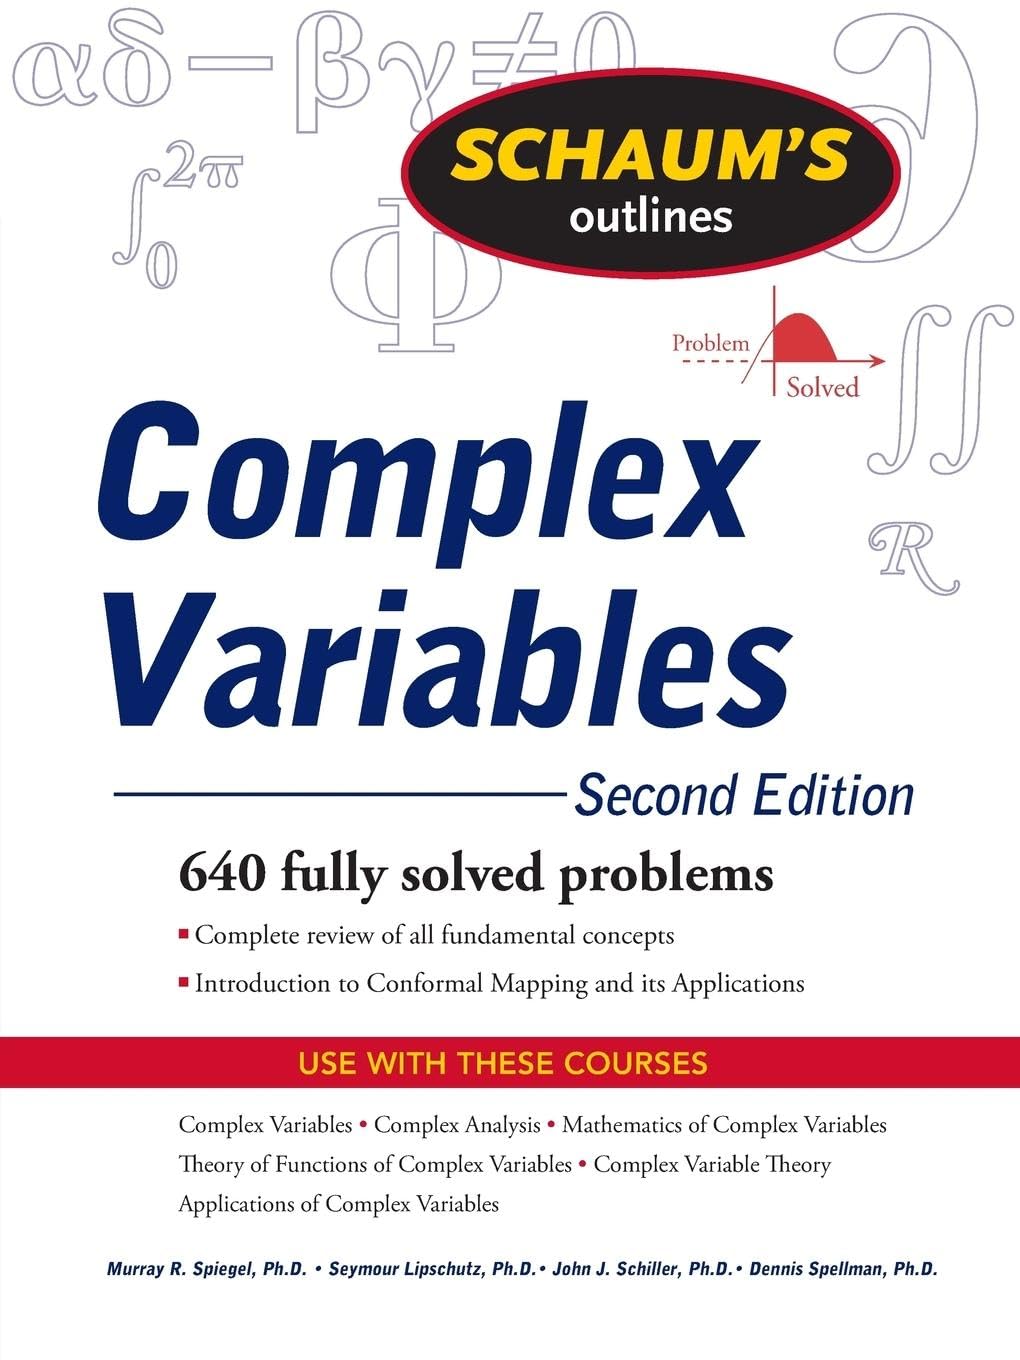 αδ − βγ ≠ 0
∂
SCHAUM'S
outlines
∫ 2π
0
Φ
Problem
Solved
∬
R
Complex
Variables
Second Edition
640 fully solved problems
■ Complete review of all fundamental concepts
■ Introduction to Conformal Mapping and its Applications
USE WITH THESE COURSES
Complex Variables • Complex Analysis • Mathematics of Complex Variables
Theory of Functions of Complex Variables • Complex Variable Theory
Applications of Complex Variables
Murray R. Spiegel, Ph.D. • Seymour Lipschutz, Ph.D. • John J. Schiller, Ph.D. • Dennis Spellman, Ph.D.